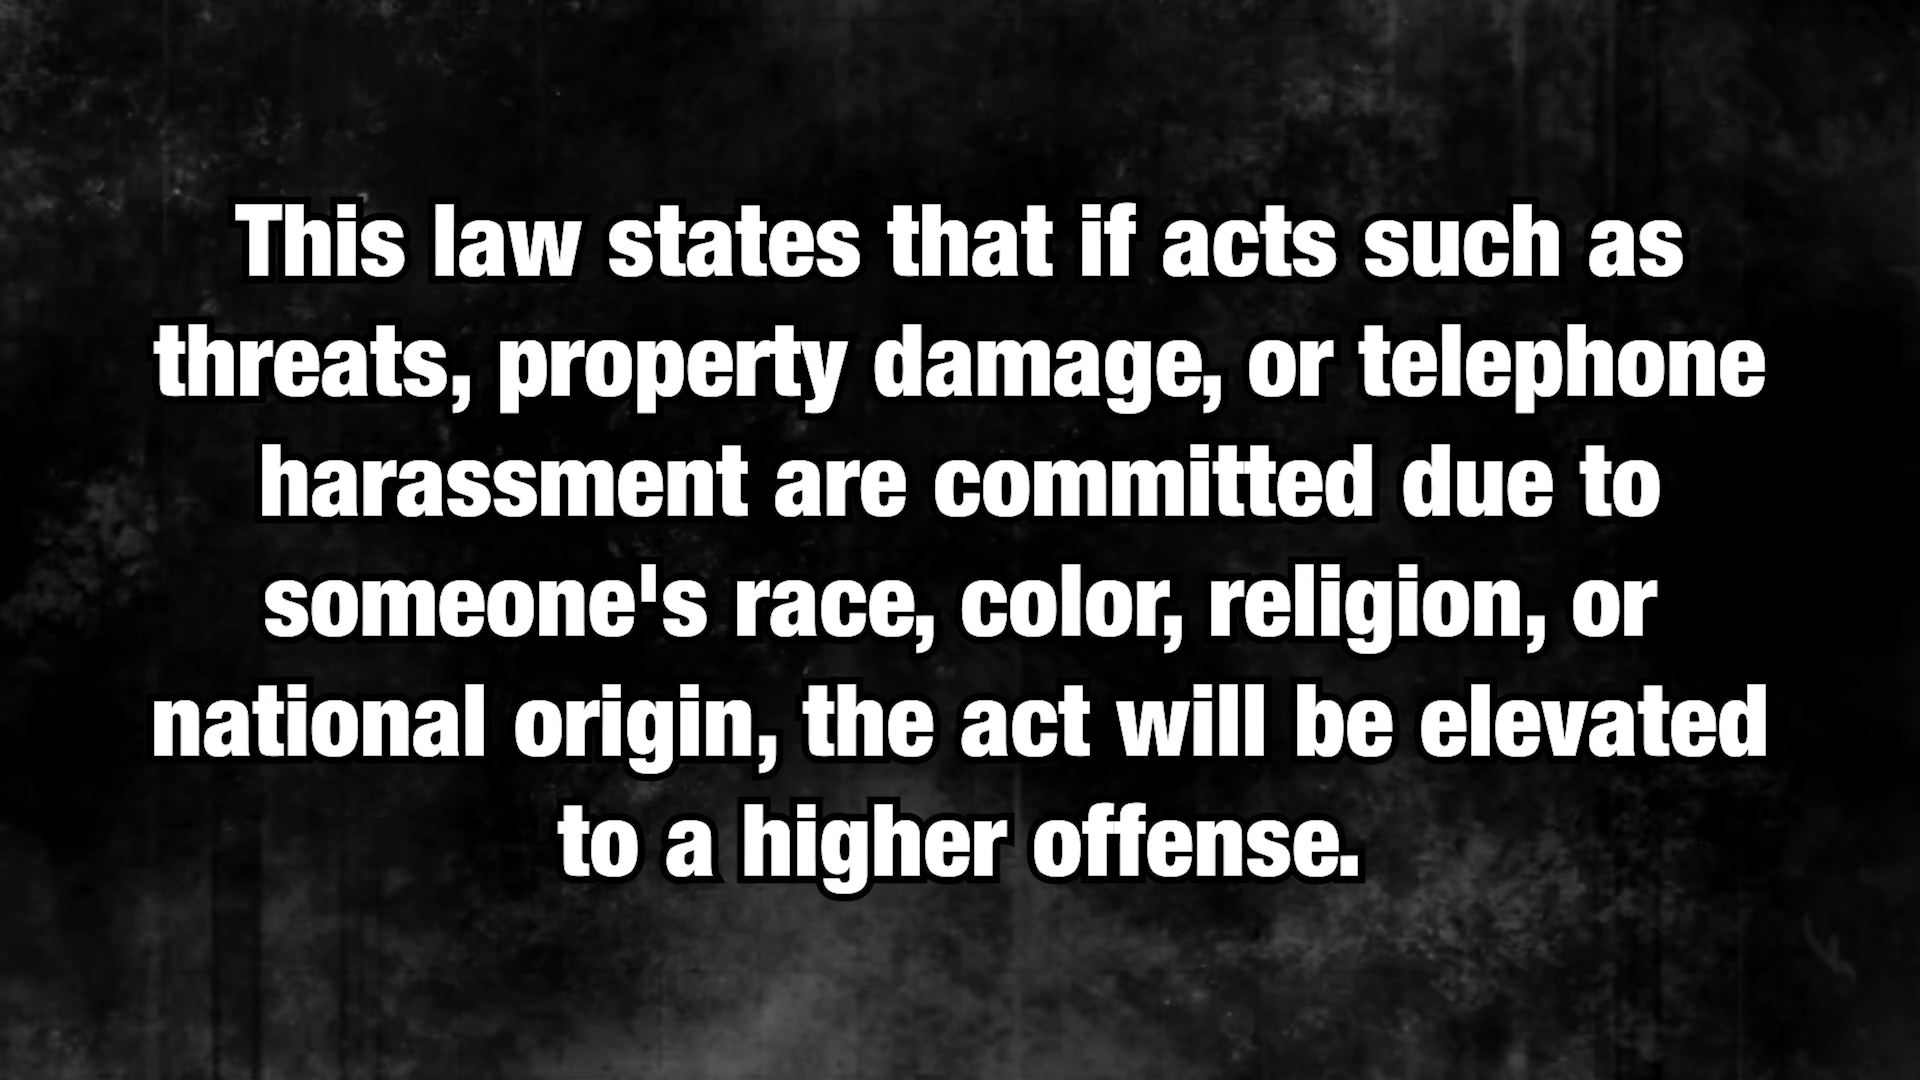 This law states that if acts such as
threats, property damage, or telephone
harassment are committed due to
someone's race, color, religion, or
national origin, the act will be elevated
to a higher offense.